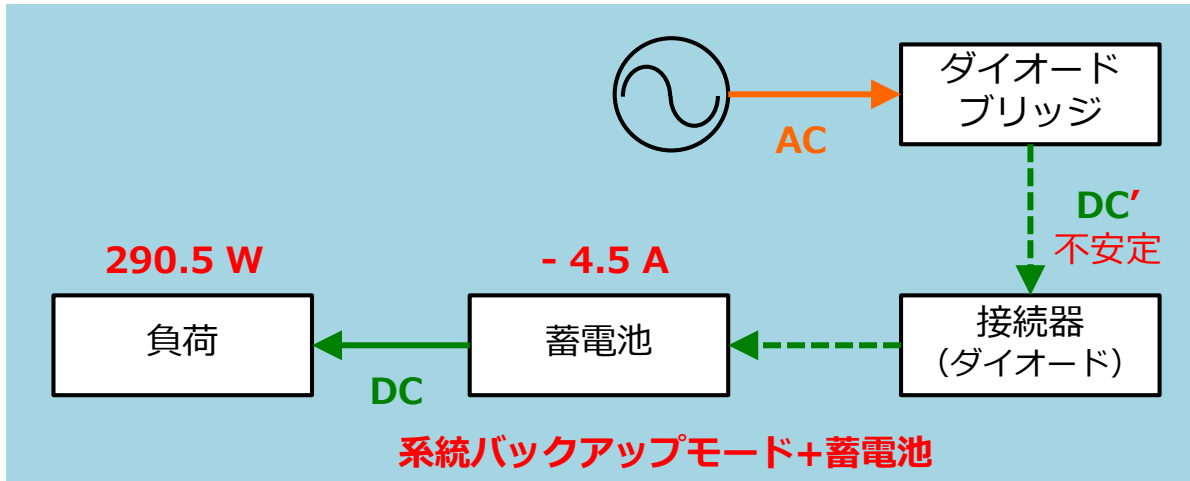 ダイオード
ブリッジ
AC
DC’
不安定
290.5 W
- 4.5 A
負荷
蓄電池
接続器
（ダイオード）
DC
系統バックアップモード+蓄電池